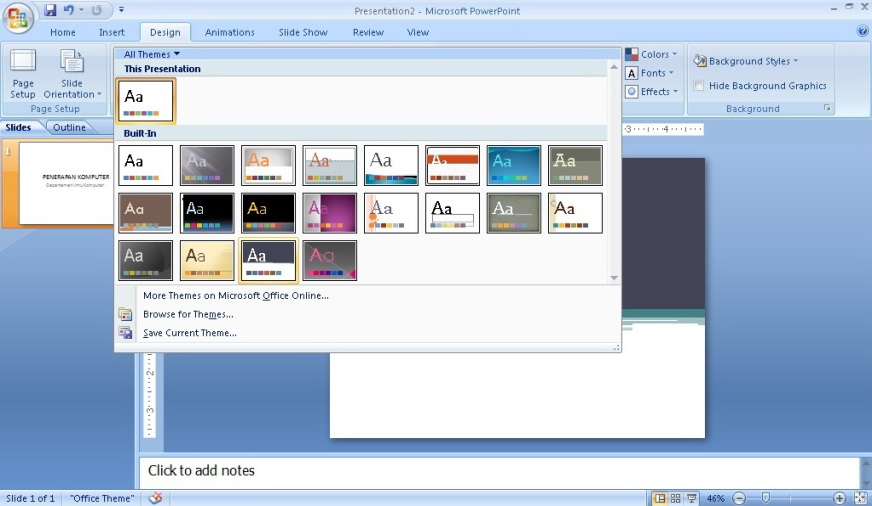 Presentation2 - Microsoft PowerPoint
Home Insert Design Animations Slide Show Review View
All Themes
This Presentation
Aa
Built-In
Aa Aa Aa Aa Aa Aa Aa Aa
Aa Aa Aa Aa Aa Aa Aa Aa
Aa Aa Aa Aa
More Themes on Microsoft Office Online...
Browse for Themes...
Save Current Theme...
Page Setup
Slide Orientation
Page Setup
Colors
Fonts
Effects
Background Styles
Hide Background Graphics
Background
Slides Outline
1
PENERAPAN KOMPUTER
Departemen Ilmu Komputer
3 4
2
3
Click to add notes
Slide 1 of 1 "Office Theme" 46%